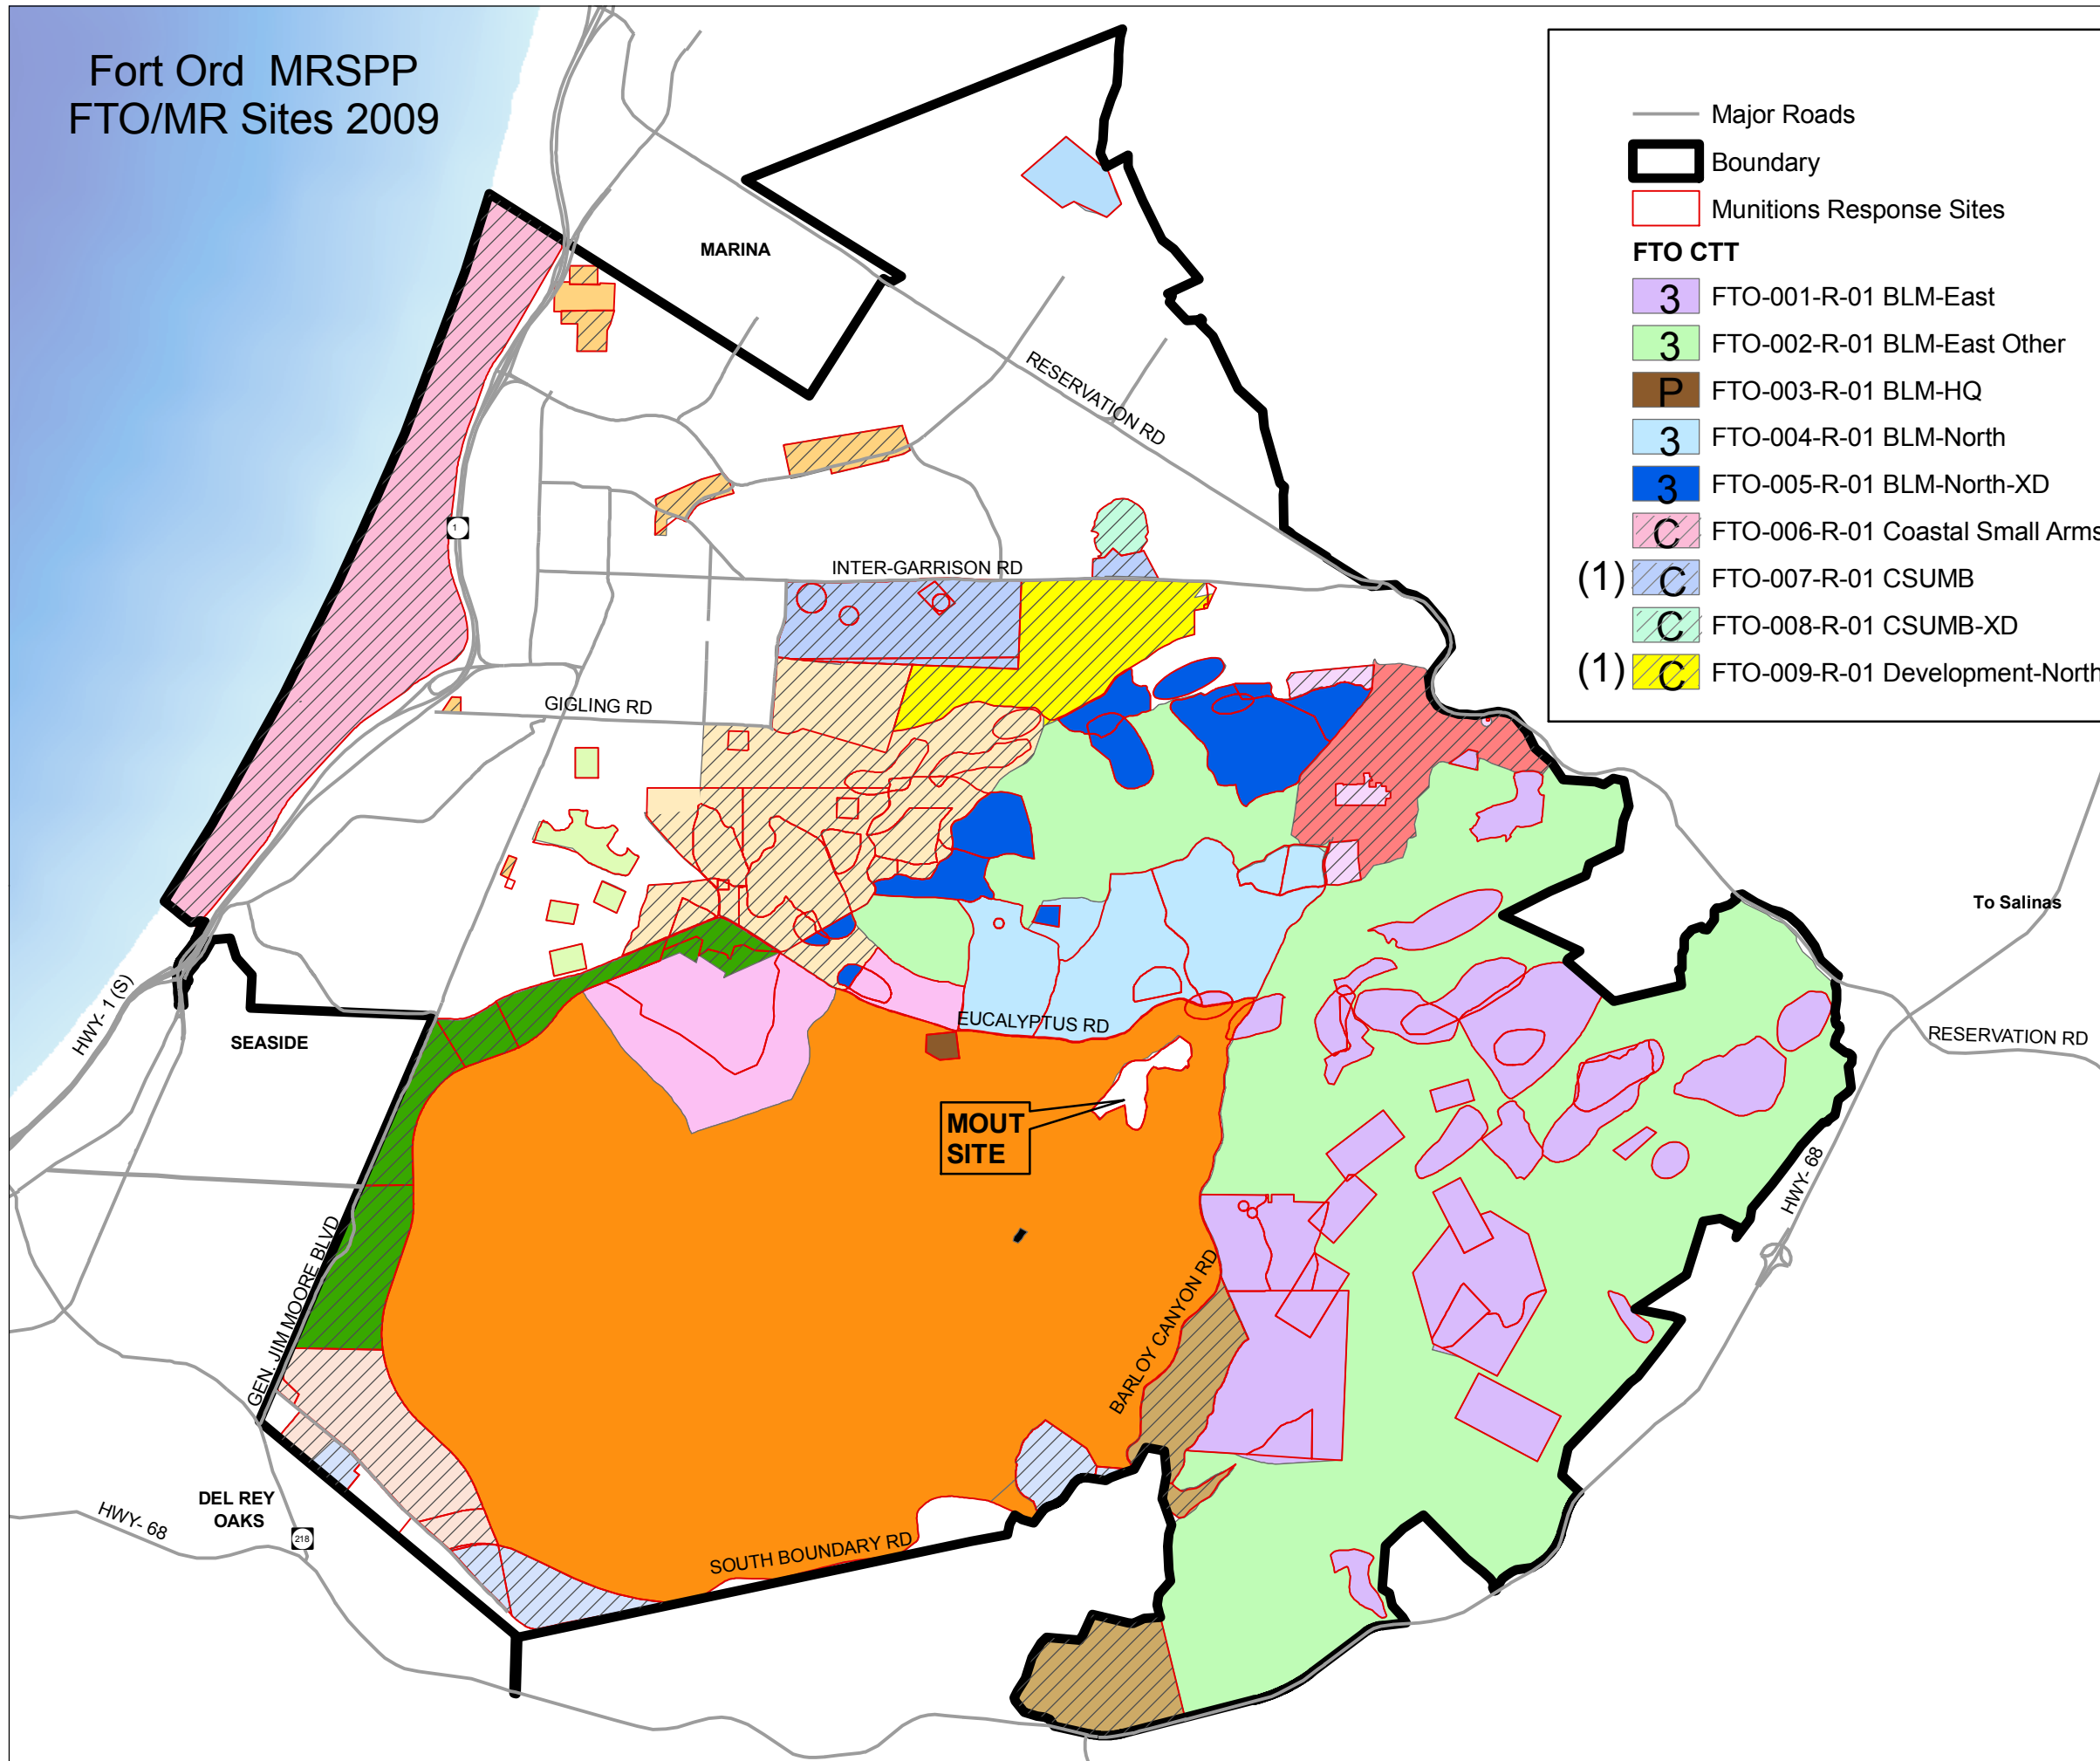 Fort Ord MRSPP
FTO/MR Sites 2009
Major Roads
Boundary
Munitions Response Sites
FTO CTT
3 FTO-001-R-01 BLM-East
3 FTO-002-R-01 BLM-East Other
P FTO-003-R-01 BLM-HQ
3 FTO-004-R-01 BLM-North
3 FTO-005-R-01 BLM-North-XD
C FTO-006-R-01 Coastal Small Arms
(1) C FTO-007-R-01 CSUMB
C FTO-008-R-01 CSUMB-XD
(1) C FTO-009-R-01 Development-North
MARINA
RESERVATION RD
1
INTER-GARRISON RD
GIGLING RD
To Salinas
HWY- 1 (S)
SEASIDE
EUCALYPTUS RD
RESERVATION RD
MOUT
SITE
HWY- 68
GEN. JIM MOORE BLVD
BARLOY CANYON RD
DEL REY
OAKS
HWY- 68
218
SOUTH BOUNDARY RD